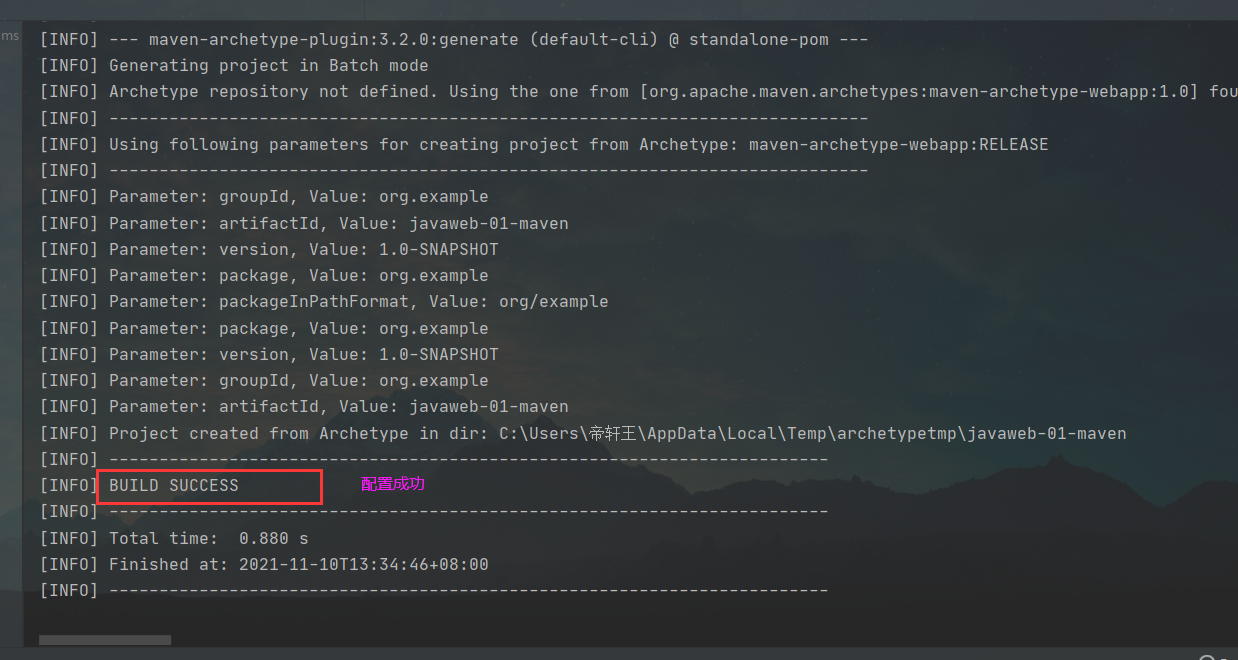 ms
[INFO] --- maven-archetype-plugin:3.2.0:generate (default-cli) @ standalone-pom ---
[INFO] Generating project in Batch mode
[INFO] Archetype repository not defined. Using the one from [org.apache.maven.archetypes:maven-archetype-webapp:1.0] fou
[INFO] ----------------------------------------------------------------------------
[INFO] Using following parameters for creating project from Archetype: maven-archetype-webapp:RELEASE
[INFO] ----------------------------------------------------------------------------
[INFO] Parameter: groupId, Value: org.example
[INFO] Parameter: artifactId, Value: javaweb-01-maven
[INFO] Parameter: version, Value: 1.0-SNAPSHOT
[INFO] Parameter: package, Value: org.example
[INFO] Parameter: packageInPathFormat, Value: org/example
[INFO] Parameter: package, Value: org.example
[INFO] Parameter: version, Value: 1.0-SNAPSHOT
[INFO] Parameter: groupId, Value: org.example
[INFO] Parameter: artifactId, Value: javaweb-01-maven
[INFO] Project created from Archetype in dir: C:\Users\帝轩王\AppData\Local\Temp\archetypetmp\javaweb-01-maven
[INFO] ------------------------------------------------------------------------
[INFO] BUILD SUCCESS 配置成功
[INFO] ------------------------------------------------------------------------
[INFO] Total time:  0.880 s
[INFO] Finished at: 2021-11-10T13:34:46+08:00
[INFO] ------------------------------------------------------------------------